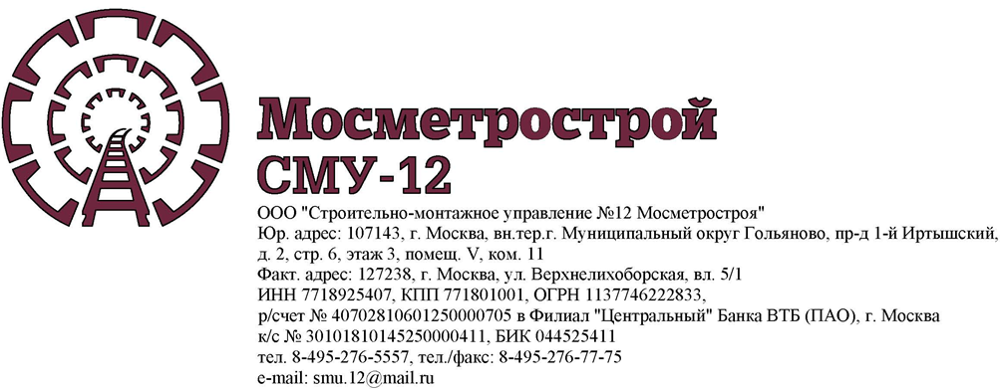 Мосметрострой
СМУ-12
ООО "Строительно-монтажное управление №12 Мосметростроя"
Юр. адрес: 107143, г. Москва, вн.тер.г. Муниципальный округ Гольяново, пр-д 1-й Иртышский,
д. 2, стр. 6, этаж 3, помещ. V, ком. 11
Факт. адрес: 127238, г. Москва, ул. Верхнелихоборская, вл. 5/1
ИНН 7718925407, КПП 771801001, ОГРН 1137746222833,
р/счет № 40702810601250000705 в Филиал "Центральный" Банка ВТБ (ПАО), г. Москва
к/с № 30101810145250000411, БИК 044525411
тел. 8-495-276-5557, тел./факс: 8-495-276-77-75
e-mail: smu.12@mail.ru